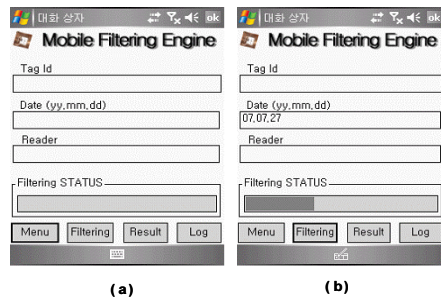 대화 상자 ok
Mobile Filtering Engine
Tag Id
Date (yy,mm,dd)
Reader
Filtering STATUS
Menu Filtering Result Log
(a)
대화 상자 ok
Mobile Filtering Engine
Tag Id
Date (yy,mm,dd)
07,07,27
Reader
Filtering STATUS
Menu Filtering Result Log
(b)